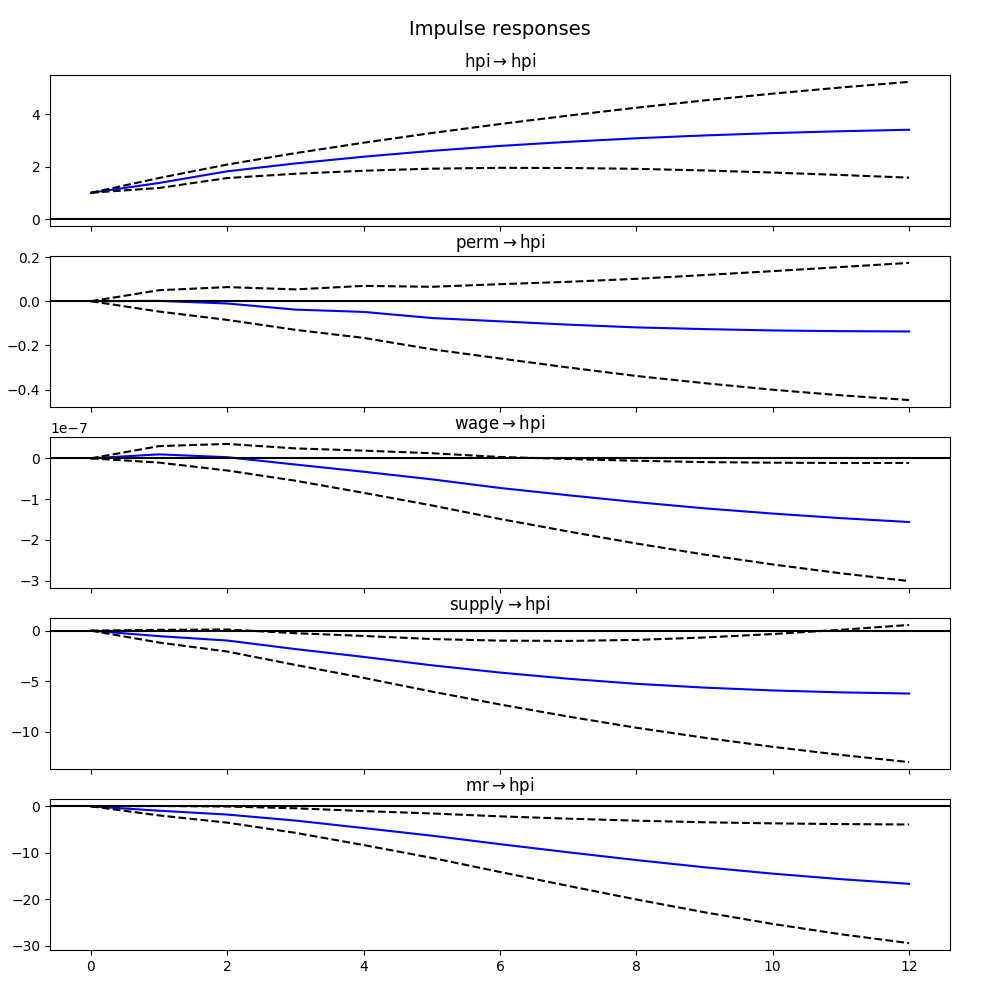 Impulse responses
hpi → hpi
4
2
0
perm → hpi
0.2
0.0
−0.2
−0.4
1e−7
wage → hpi
0
−1
−2
−3
supply → hpi
0
−5
−10
mr → hpi
0
−10
−20
−30
0 2 4 6 8 10 12